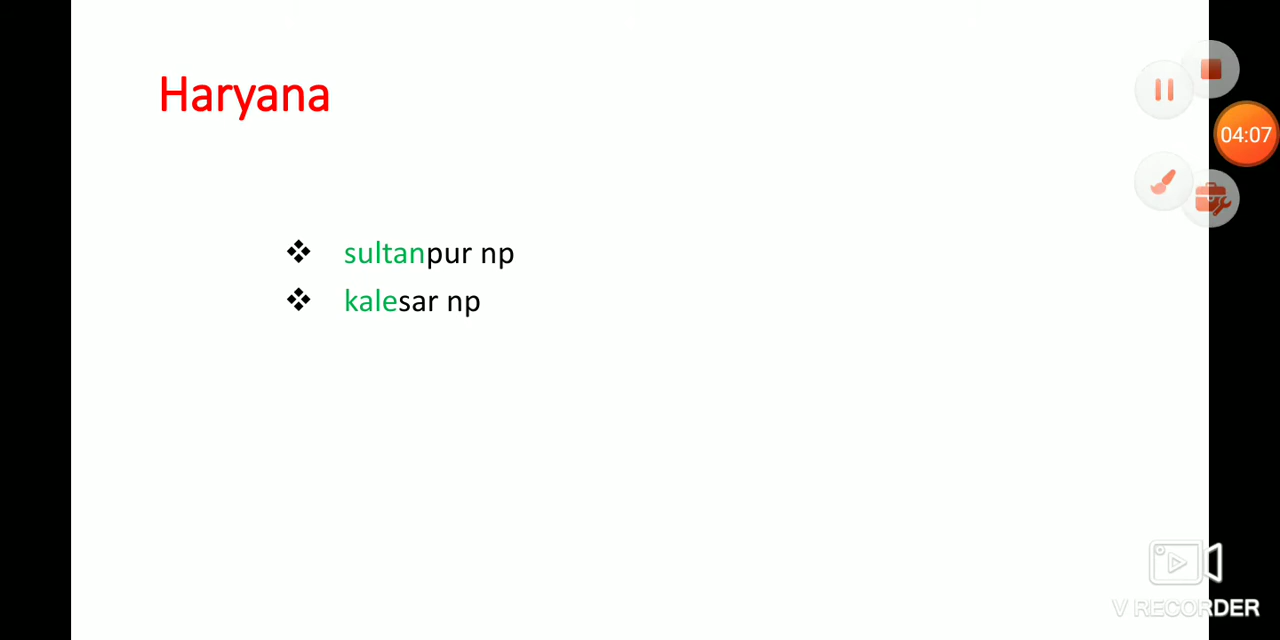 Haryana
04:07
❖ sultanpur np
❖ kalesar np
V RECORDER